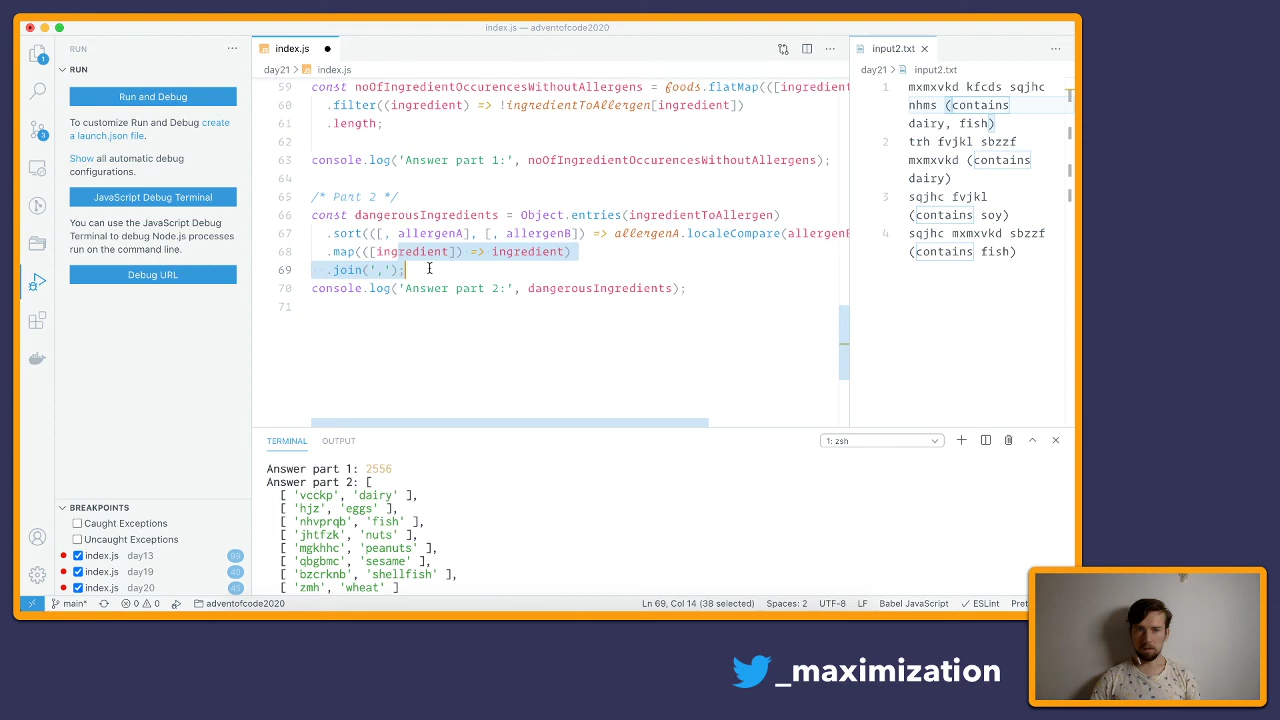 index.js — adventofcode2020
RUN
RUN
Run and Debug
To customize Run and Debug create
a launch.json file.
Show all automatic debug
configurations.
JavaScript Debug Terminal
You can use the JavaScript Debug
Terminal to debug Node.js processes
run on the command line.
Debug URL
BREAKPOINTS
Caught Exceptions
Uncaught Exceptions
index.js day13 99
index.js day19 40
index.js day20 45
index.js
day21 > index.js
59 const noOfIngredientOccurencesWithoutAllergens = foods.flatMap(([ingredient
60 .filter((ingredient) => !ingredientToAllergen[ingredient])
61 .length;
62
63 console.log('Answer part 1:', noOfIngredientOccurencesWithoutAllergens);
64
65 /* Part 2 */
66 const dangerousIngredients = Object.entries(ingredientToAllergen)
67 .sort(([, allergenA], [, allergenB]) => allergenA.localeCompare(allergenB
68 .map(([ingredient]) => ingredient)
69 .join(',');
70 console.log('Answer part 2:', dangerousIngredients);
71
input2.txt
day21 > input2.txt
1 mxmxvkd kfcds sqjhc
nhms (contains
dairy, fish)
2 trh fvjkl sbzzf
mxmxvkd (contains
dairy)
3 sqjhc fvjkl
(contains soy)
4 sqjhc mxmxvkd sbzzf
(contains fish)
TERMINAL OUTPUT
1: zsh
Answer part 1: 2556
Answer part 2: [
[ 'vcckp', 'dairy' ],
[ 'hjz', 'eggs' ],
[ 'nhvprqb', 'fish' ],
[ 'jhtfzk', 'nuts' ],
[ 'mgkhhc', 'peanuts' ],
[ 'qbgbmc', 'sesame' ],
[ 'bzcrknb', 'shellfish' ],
[ 'zmh', 'wheat' ]
main* 0 0 adventofcode2020 Ln 69, Col 14 (38 selected) Spaces: 2 UTF-8 LF Babel JavaScript ESLint Pret
_maximization